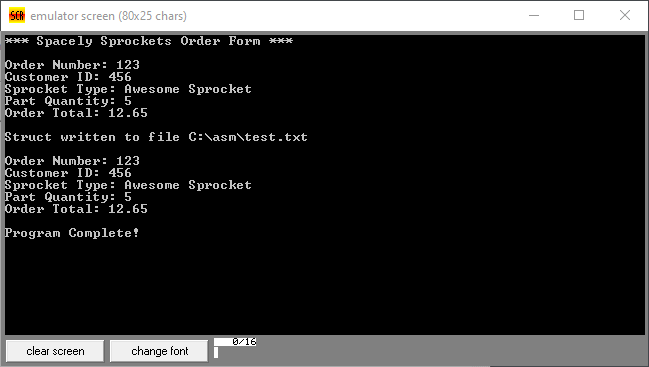 SCR emulator screen (80x25 chars)
*** Spacely Sprockets Order Form ***
Order Number: 123
Customer ID: 456
Sprocket Type: Awesome Sprocket
Part Quantity: 5
Order Total: 12.65
Struct written to file C:\asm\test.txt
Order Number: 123
Customer ID: 456
Sprocket Type: Awesome Sprocket
Part Quantity: 5
Order Total: 12.65
Program Complete!
clear screen change font 0/16